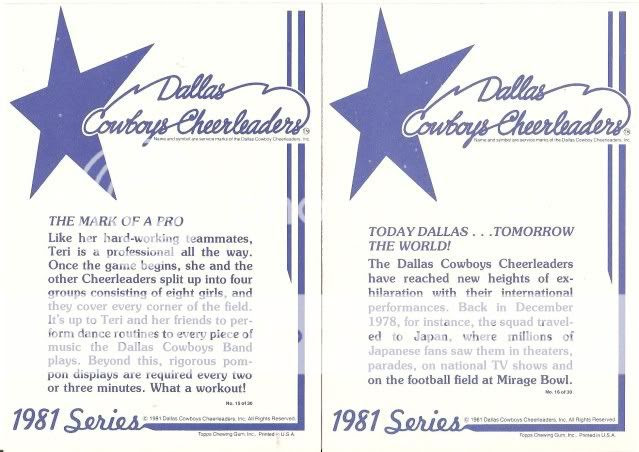 Dallas
Cowboys Cheerleaders®
Name and symbol are service marks of the Dallas Cowboy Cheerleaders, Inc.
THE MARK OF A PRO
Like her hard-working teammates,
Teri is a professional all the way.
Once the game begins, she and the
other Cheerleaders split up into four
groups consisting of eight girls, and
they cover every corner of the field.
It's up to Teri and her friends to per-
form dance routines to every piece of
music the Dallas Cowboys Band
plays. Beyond this, rigorous pom-
pon displays are required every two
or three minutes. What a workout!
No. 15 of 30
1981 Series
© 1981 Dallas Cowboys Cheerleaders, Inc. All Rights Reserved.
Topps Chewing Gum, Inc. Printed in U.S.A.
Dallas
Cowboys Cheerleaders®
Name and symbol are service marks of the Dallas Cowboy Cheerleaders, Inc.
TODAY DALLAS . . .TOMORROW
THE WORLD!
The Dallas Cowboys Cheerleaders
have reached new heights of ex-
hilaration with their international
performances. Back in December
1978, for instance, the squad travel-
ed to Japan, where millions of
Japanese fans saw them in theaters,
parades, on national TV shows and
on the football field at Mirage Bowl.
No. 16 of 30
1981 Series
© 1981 Dallas Cowboys Cheerleaders, Inc. All Rights Reserved.
Topps Chewing Gum, Inc. Printed in U.S.A.